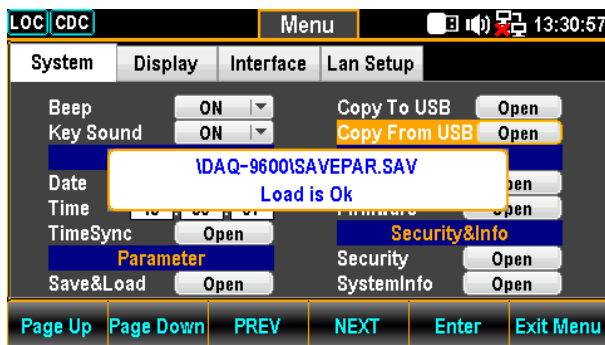 LOC CDC Menu 13:30:57
System Display Interface Lan Setup
Beep ON Copy To USB Open
Key Sound ON Copy From USB Open
\DAQ-9600\SAVEPAR.SAV
Load is Ok
Date
Time
TimeSync Open Security&Info
Parameter Security Open
Save&Load Open SystemInfo Open
Page Up Page Down PREV NEXT Enter Exit Menu